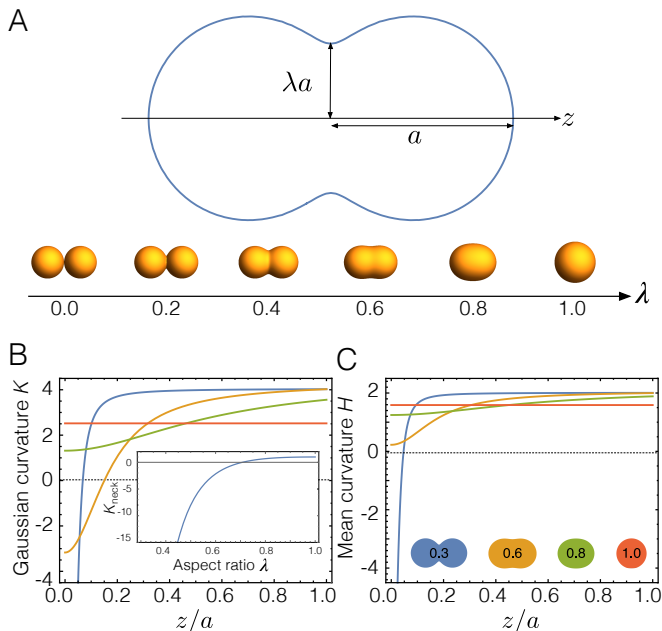 A
λa
z
a
0.0 0.2 0.4 0.6 0.8 1.0 λ
B
Gaussian curvature K
4
2
0
-2
-4
0.0 0.2 0.4 0.6 0.8 1.0
z/a
K_neck
0
-5
-10
-15
0.4 0.6 0.8 1.0
Aspect ratio λ
C
Mean curvature H
2
0
-2
-4
0.3 0.6 0.8 1.0
0.0 0.2 0.4 0.6 0.8 1.0
z/a